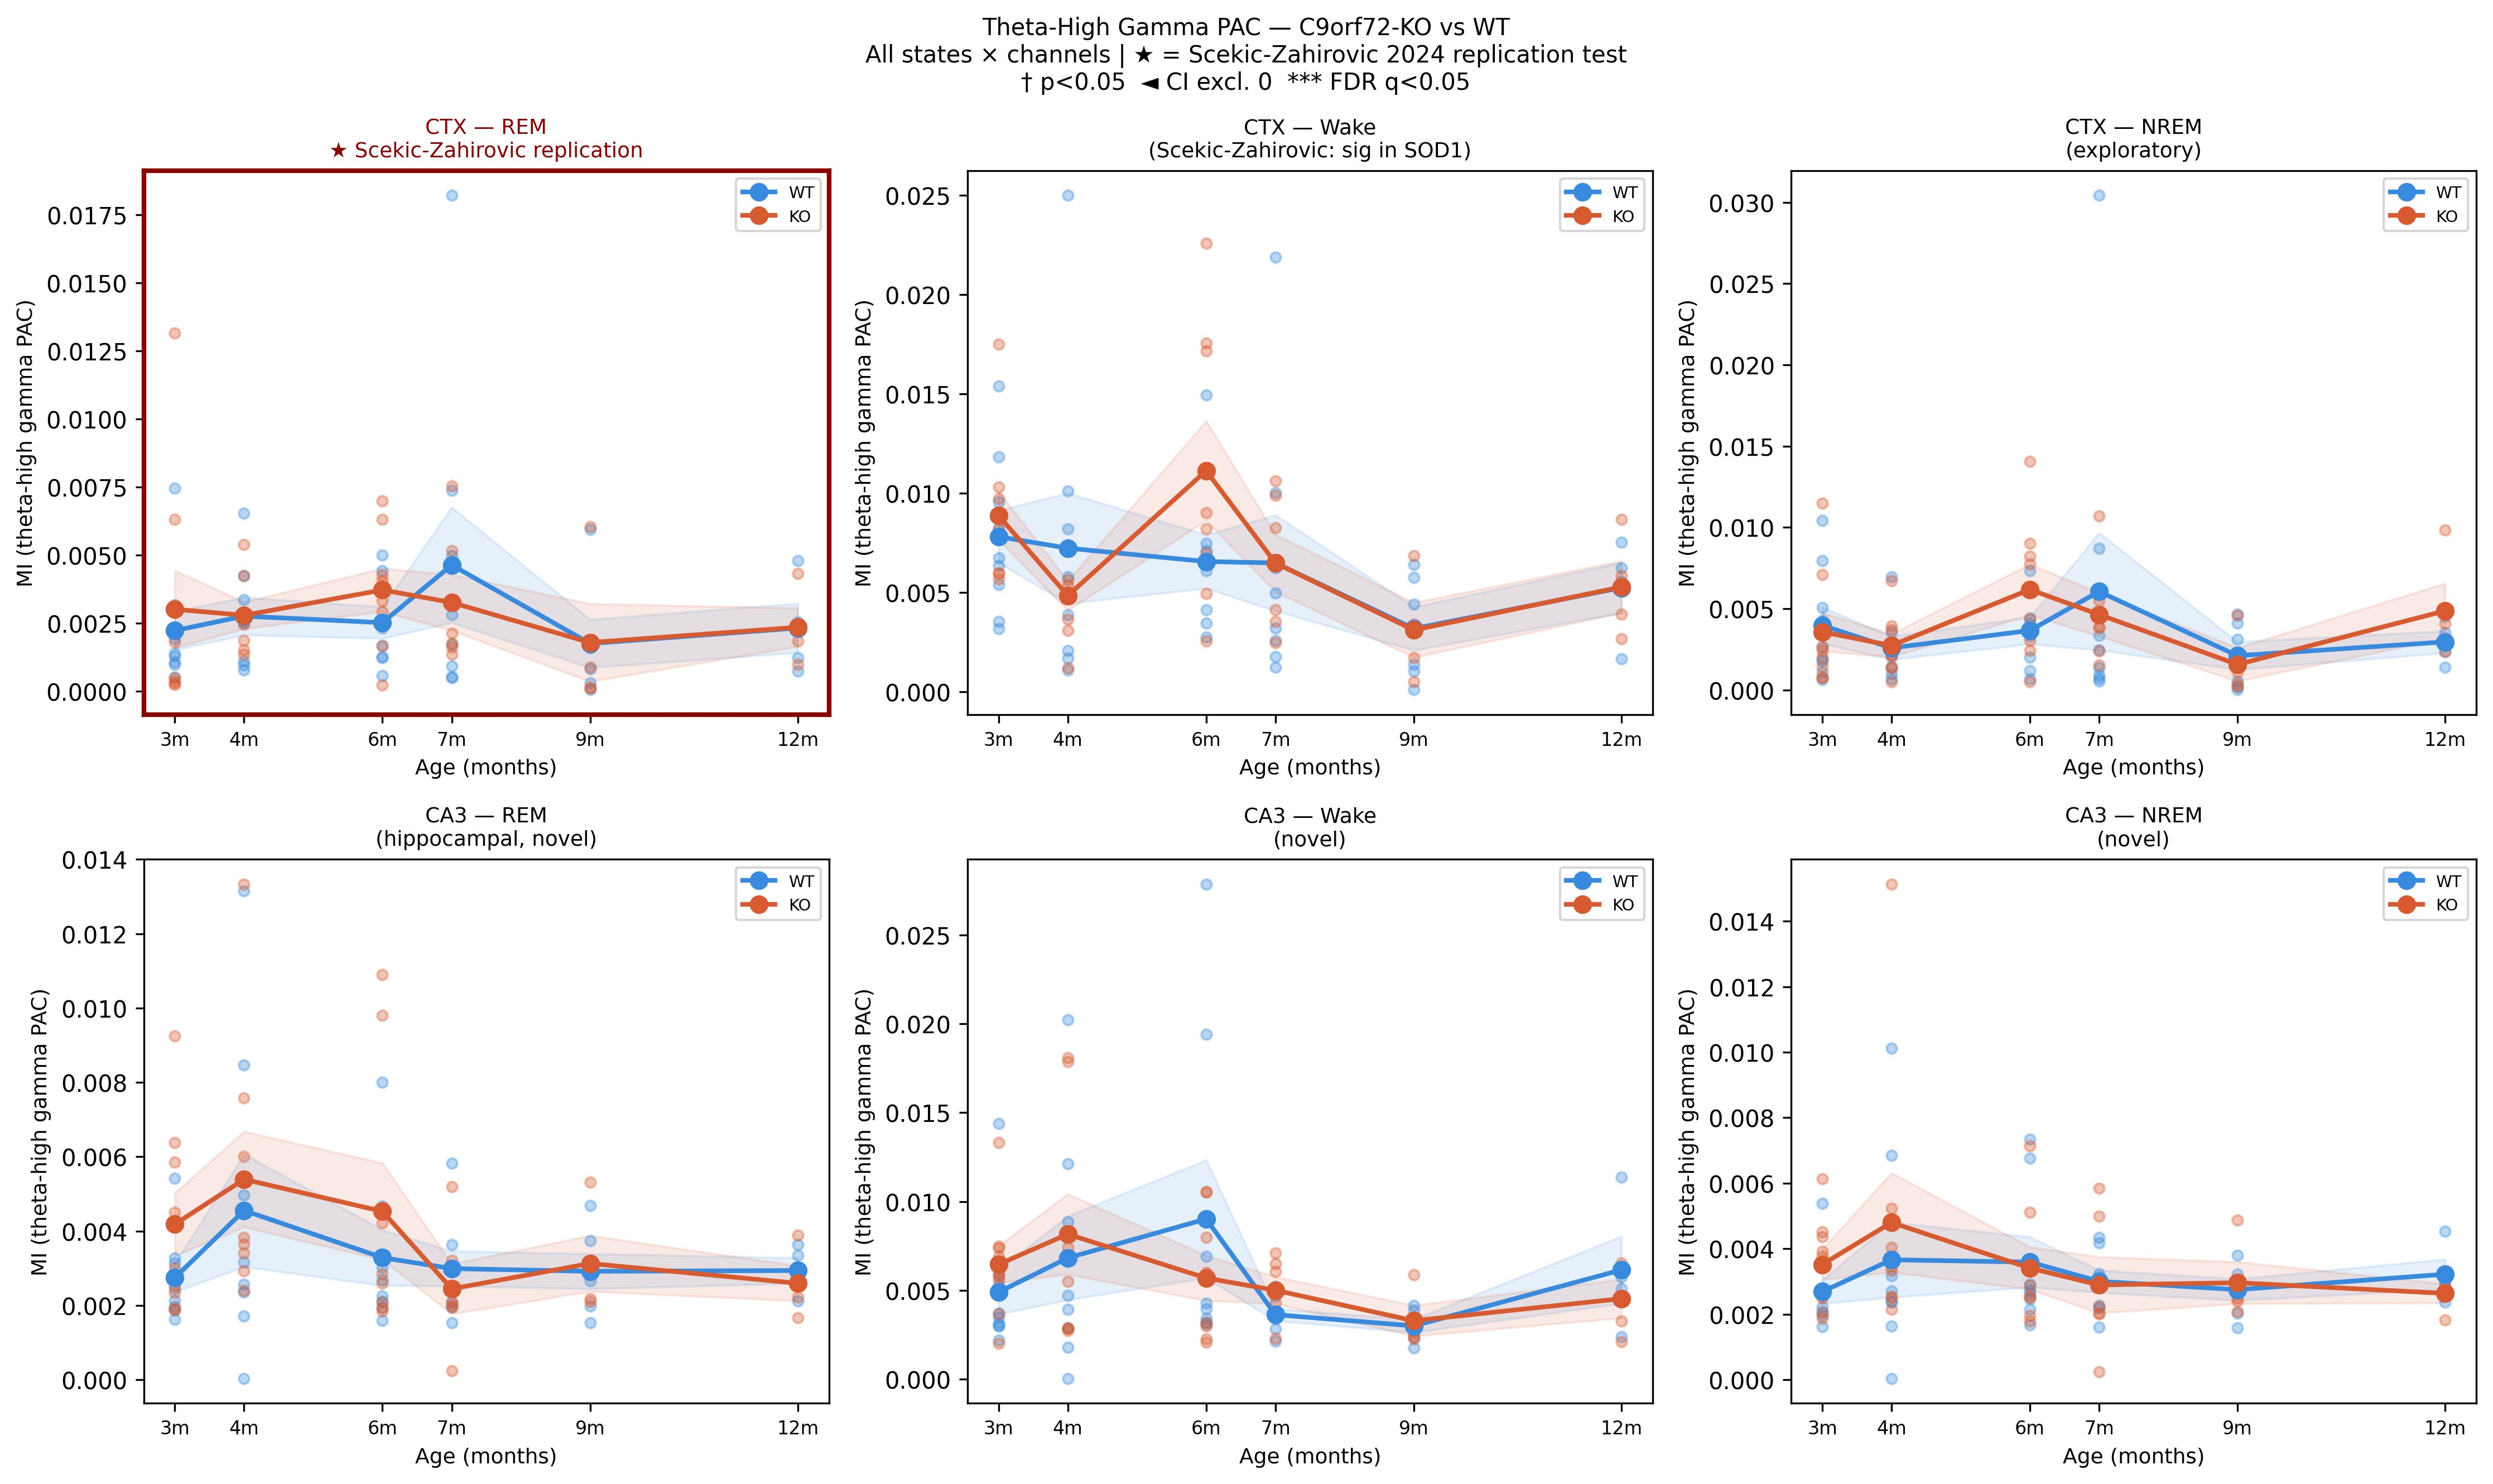 Theta-High Gamma PAC — C9orf72-KO vs WT
All states × channels | ★ = Scekic-Zahirovic 2024 replication test
† p<0.05 ◄ CI excl. 0 *** FDR q<0.05
CTX — REM
★ Scekic-Zahirovic replication
MI (theta-high gamma PAC)
0.0175
0.0150
0.0125
0.0100
0.0075
0.0050
0.0025
0.0000
WT
KO
3m 4m 6m 7m 9m 12m
Age (months)
CTX — Wake
(Scekic-Zahirovic: sig in SOD1)
MI (theta-high gamma PAC)
0.025
0.020
0.015
0.010
0.005
0.000
WT
KO
3m 4m 6m 7m 9m 12m
Age (months)
CTX — NREM
(exploratory)
MI (theta-high gamma PAC)
0.030
0.025
0.020
0.015
0.010
0.005
0.000
WT
KO
3m 4m 6m 7m 9m 12m
Age (months)
CA3 — REM
(hippocampal, novel)
MI (theta-high gamma PAC)
0.014
0.012
0.010
0.008
0.006
0.004
0.002
0.000
WT
KO
3m 4m 6m 7m 9m 12m
Age (months)
CA3 — Wake
(novel)
MI (theta-high gamma PAC)
0.025
0.020
0.015
0.010
0.005
0.000
WT
KO
3m 4m 6m 7m 9m 12m
Age (months)
CA3 — NREM
(novel)
MI (theta-high gamma PAC)
0.014
0.012
0.010
0.008
0.006
0.004
0.002
0.000
WT
KO
3m 4m 6m 7m 9m 12m
Age (months)